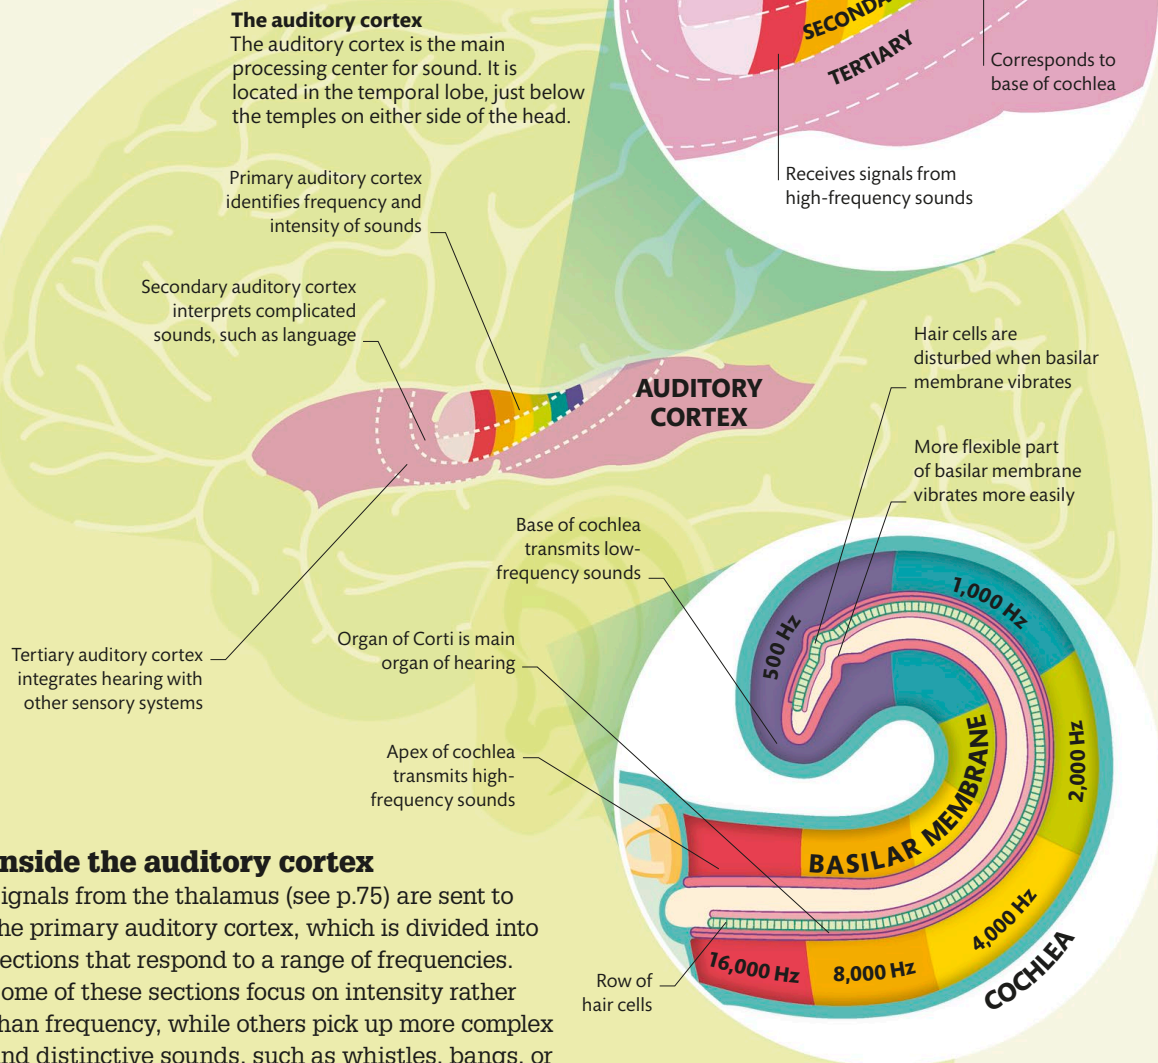 The auditory cortex
The auditory cortex is the main
processing center for sound. It is
located in the temporal lobe, just below
the temples on either side of the head.
TERTIARY
Corresponds to
base of cochlea
Receives signals from
high-frequency sounds
Primary auditory cortex
identifies frequency and
intensity of sounds
Secondary auditory cortex
interprets complicated
sounds, such as language
AUDITORY
CORTEX
Hair cells are
disturbed when basilar
membrane vibrates
More flexible part
of basilar membrane
vibrates more easily
Base of cochlea
transmits low-
frequency sounds
Organ of Corti is main
organ of hearing
Tertiary auditory cortex
integrates hearing with
other sensory systems
Apex of cochlea
transmits high-
frequency sounds
500 Hz
1,000 Hz
2,000 Hz
4,000 Hz
8,000 Hz
16,000 Hz
BASILAR MEMBRANE
COCHLEA
Row of
hair cells
nside the auditory cortex
ignals from the thalamus (see p.75) are sent to
he primary auditory cortex, which is divided into
ections that respond to a range of frequencies.
ome of these sections focus on intensity rather
han frequency, while others pick up more complex
nd distinctive sounds, such as whistles, bangs, or